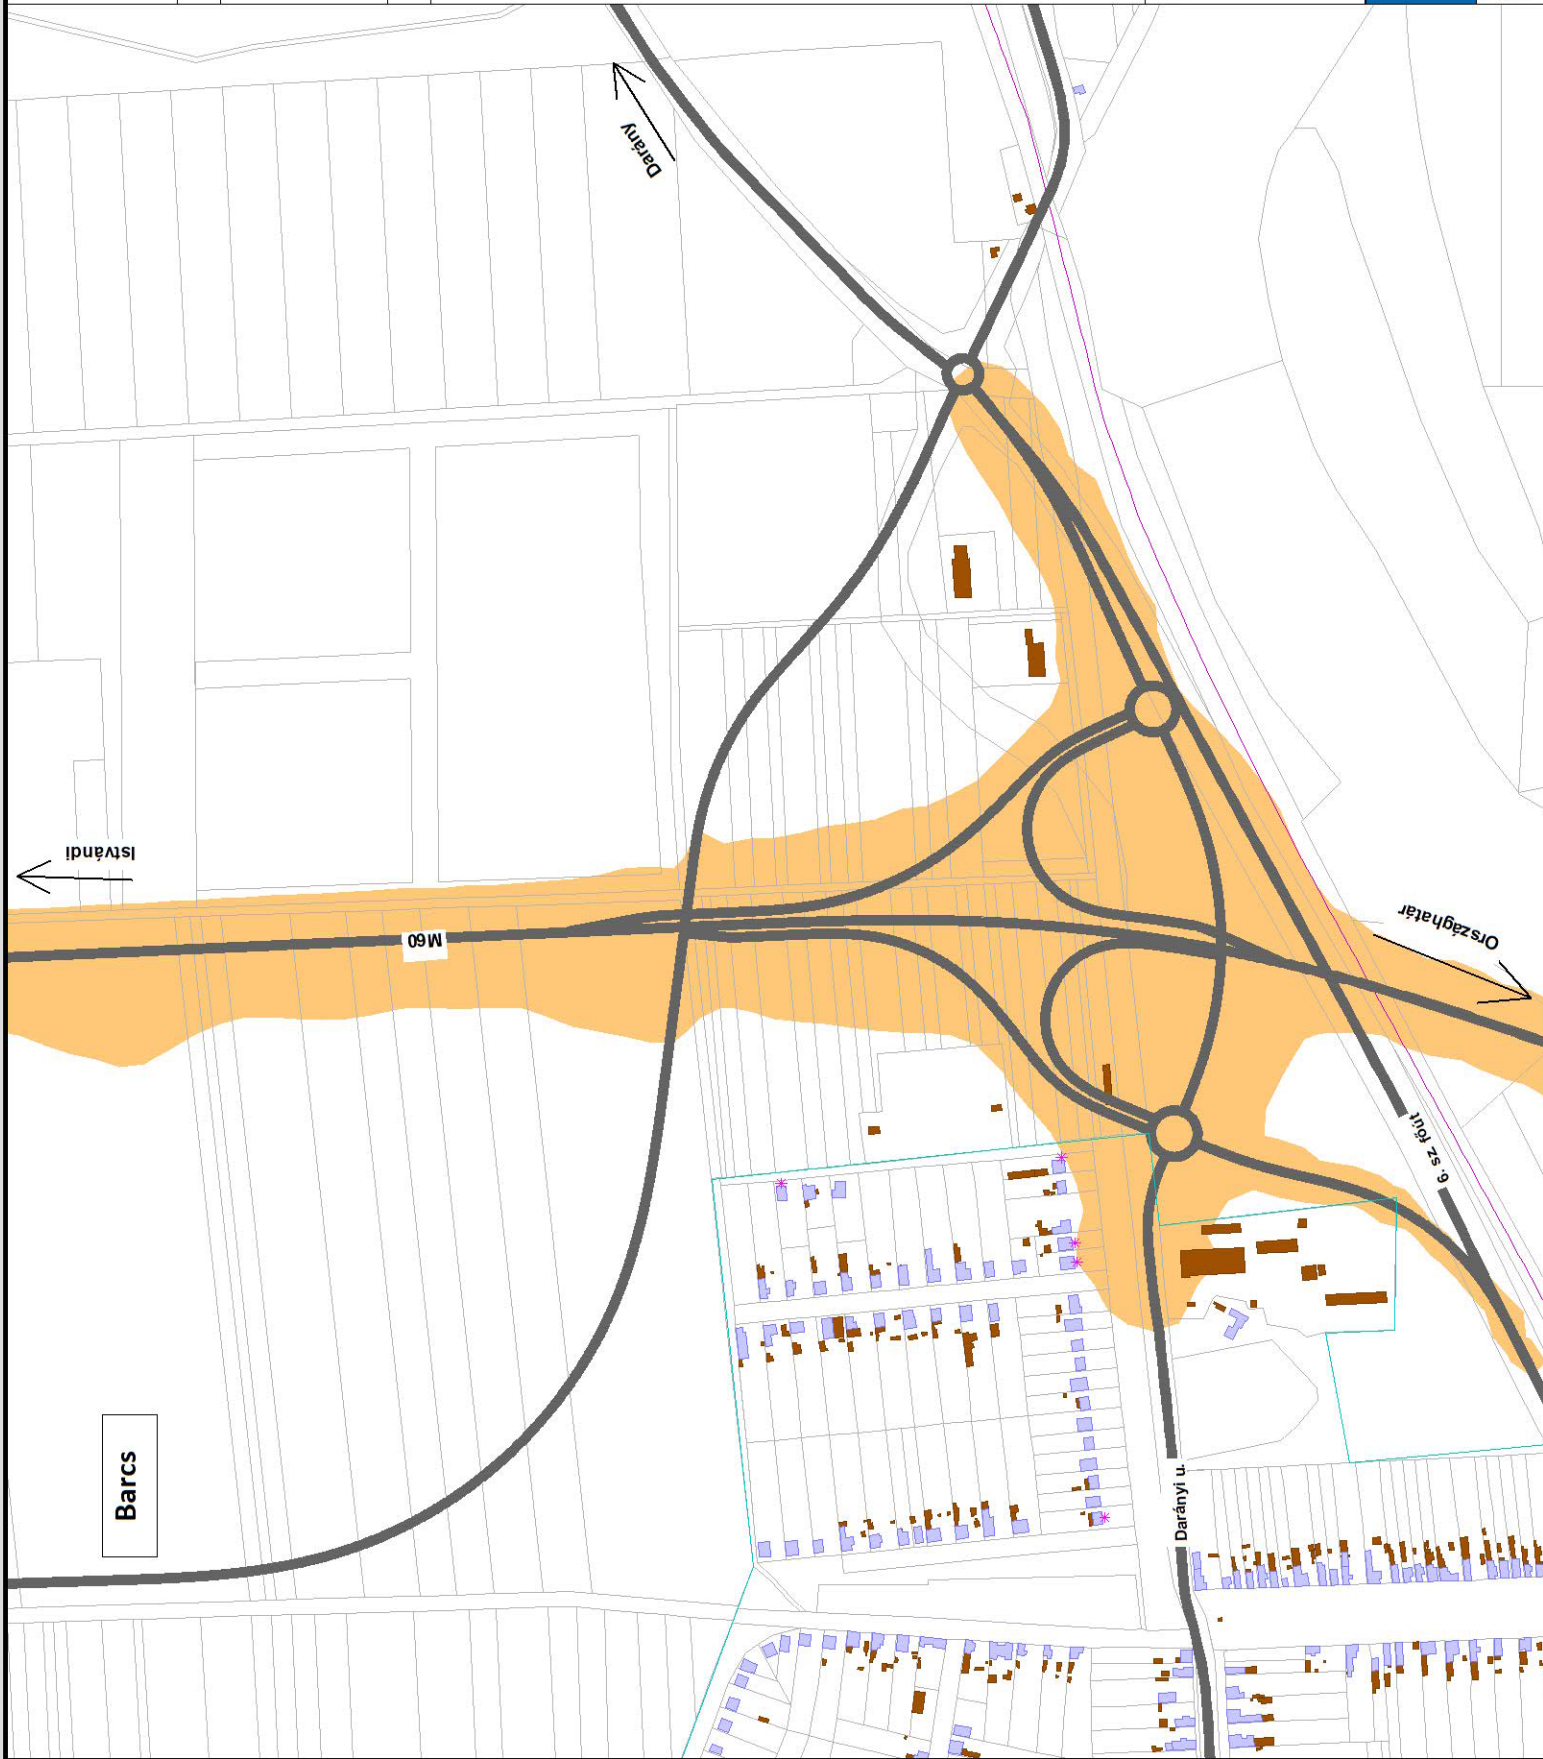 Darány
Istvándi
M60
Országhatár
6. sz főút
Barcs
Darányi u.